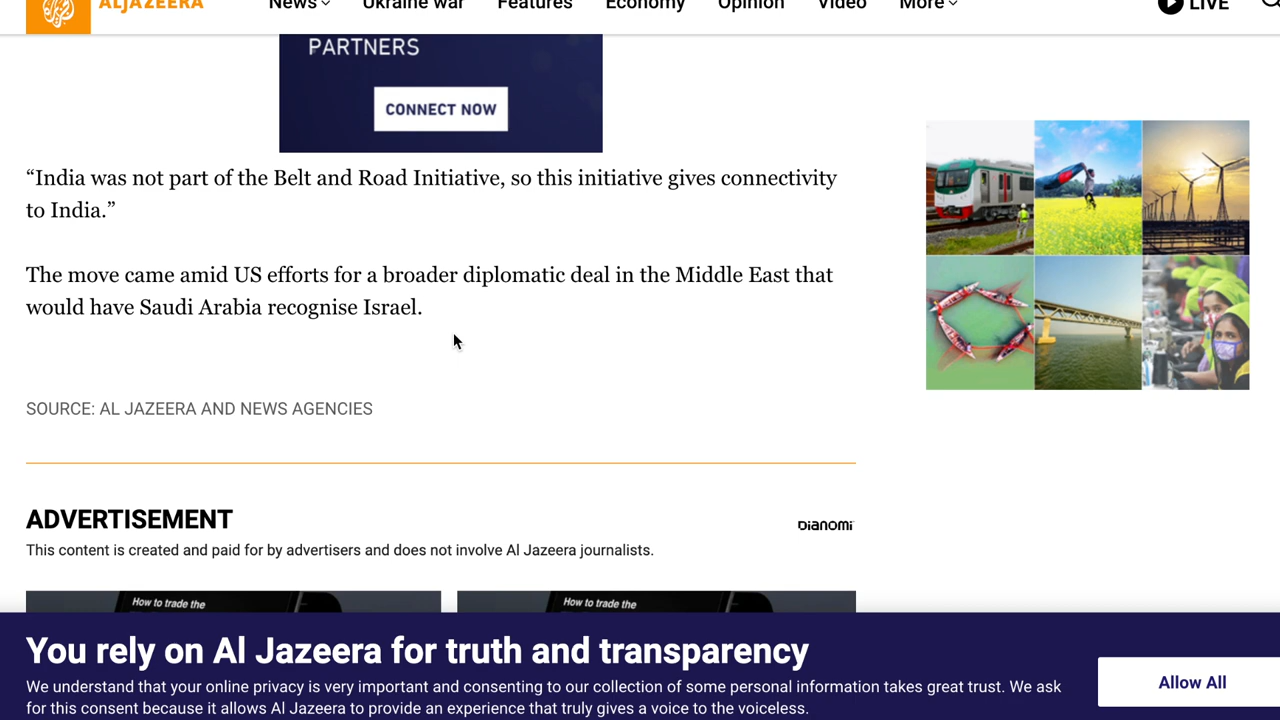 ALJAZEERA
News Ukraine war Features Economy Opinion Video More LIVE
PARTNERS
CONNECT NOW
“India was not part of the Belt and Road Initiative, so this initiative gives connectivity
to India.”
The move came amid US efforts for a broader diplomatic deal in the Middle East that
would have Saudi Arabia recognise Israel.
SOURCE: AL JAZEERA AND NEWS AGENCIES
ADVERTISEMENT
DIANOMI
This content is created and paid for by advertisers and does not involve Al Jazeera journalists.
How to trade the
How to trade the
You rely on Al Jazeera for truth and transparency
We understand that your online privacy is very important and consenting to our collection of some personal information takes great trust. We ask
for this consent because it allows Al Jazeera to provide an experience that truly gives a voice to the voiceless.
Allow All